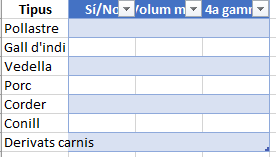 Tipus Sí/No Volum m 4a gamm
Pollastre
Gall d'indi
Vedella
Porc
Corder
Conill
Derivats carnis